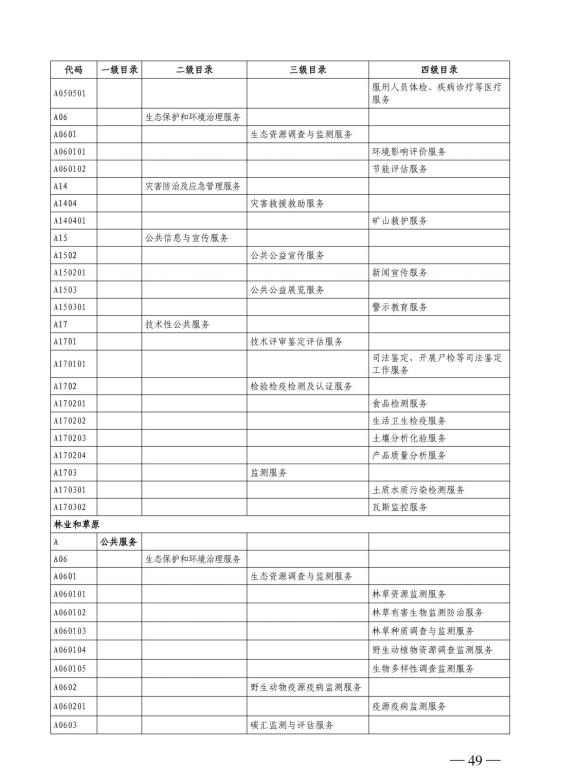 代码 一级目录 二级目录 三级目录 四级目录
A050501 服刑人员体检、疾病诊疗等医疗
服务
A06 生态保护和环境治理服务
A0601 生态资源调查与监测服务
A060101 环境影响评价服务
A060102 节能评估服务
A14 灾害防治及应急管理服务
A1404 灾害救援救助服务
A140401 矿山救护服务
A15 公共信息与宣传服务
A1502 公共公益宣传服务
A150201 新闻宣传服务
A1503 公共公益展览服务
A150301 警示教育服务
A17 技术性公共服务
A1701 技术评审鉴定评估服务
A170101 司法鉴定、开展尸检等司法鉴定
工作服务
A1702 检验检疫检测及认证服务
A170201 食品检测服务
A170202 生活卫生检疫服务
A170203 土壤分析化验服务
A170204 产品质量分析服务
A1703 监测服务
A170301 土质水质污染检测服务
A170302 瓦斯监控服务
林业和草原
A 公共服务
A06 生态保护和环境治理服务
A0601 生态资源调查与监测服务
A060101 林草资源监测服务
A060102 林草有害生物监测防治服务
A060103 林草种质调查与监测服务
A060104 野生动植物资源调查监测服务
A060105 生物多样性调查监测服务
A0602 野生动物疫源疫病监测服务
A060201 疫源疫病监测服务
A0603 碳汇监测与评估服务
— 49 —